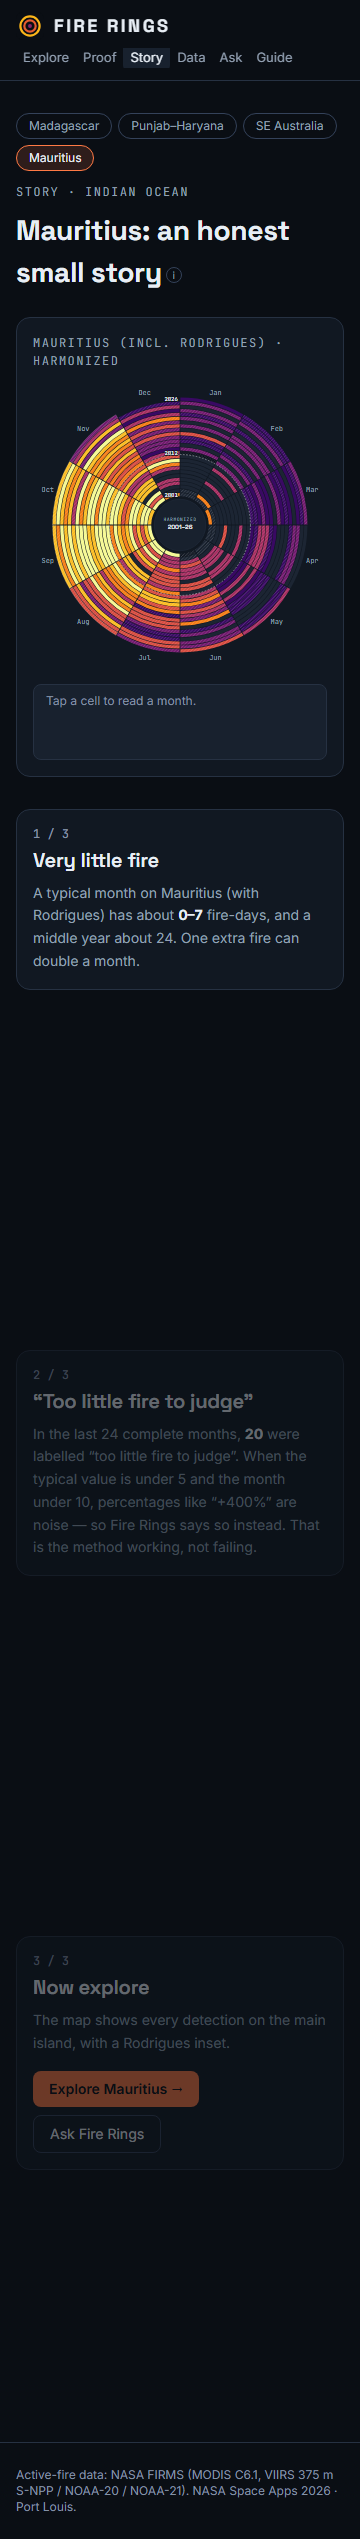 FIRE RINGS
Explore Proof Story Data Ask Guide
Madagascar Punjab–Haryana SE Australia
Mauritius
STORY · INDIAN OCEAN
Mauritius: an honest
small story i
MAURITIUS (INCL. RODRIGUES) ·
HARMONIZED
Dec Jan
2026
Nov Feb
2012
Oct Mar
2001
HARMONIZED
2001–26
Sep Apr
Aug May
Jul Jun
Tap a cell to read a month.
1 / 3
Very little fire
A typical month on Mauritius (with
Rodrigues) has about 0–7 fire-days, and a
middle year about 24. One extra fire can
double a month.
2 / 3
“Too little fire to judge”
In the last 24 complete months, 20 were
labelled “too little fire to judge”. When the
typical value is under 5 and the month
under 10, percentages like “+400%” are
noise — so Fire Rings says so instead. That
is the method working, not failing.
3 / 3
Now explore
The map shows every detection on the main
island, with a Rodrigues inset.
Explore Mauritius →
Ask Fire Rings
Active-fire data: NASA FIRMS (MODIS C6.1, VIIRS 375 m
S-NPP / NOAA-20 / NOAA-21). NASA Space Apps 2026 ·
Port Louis.